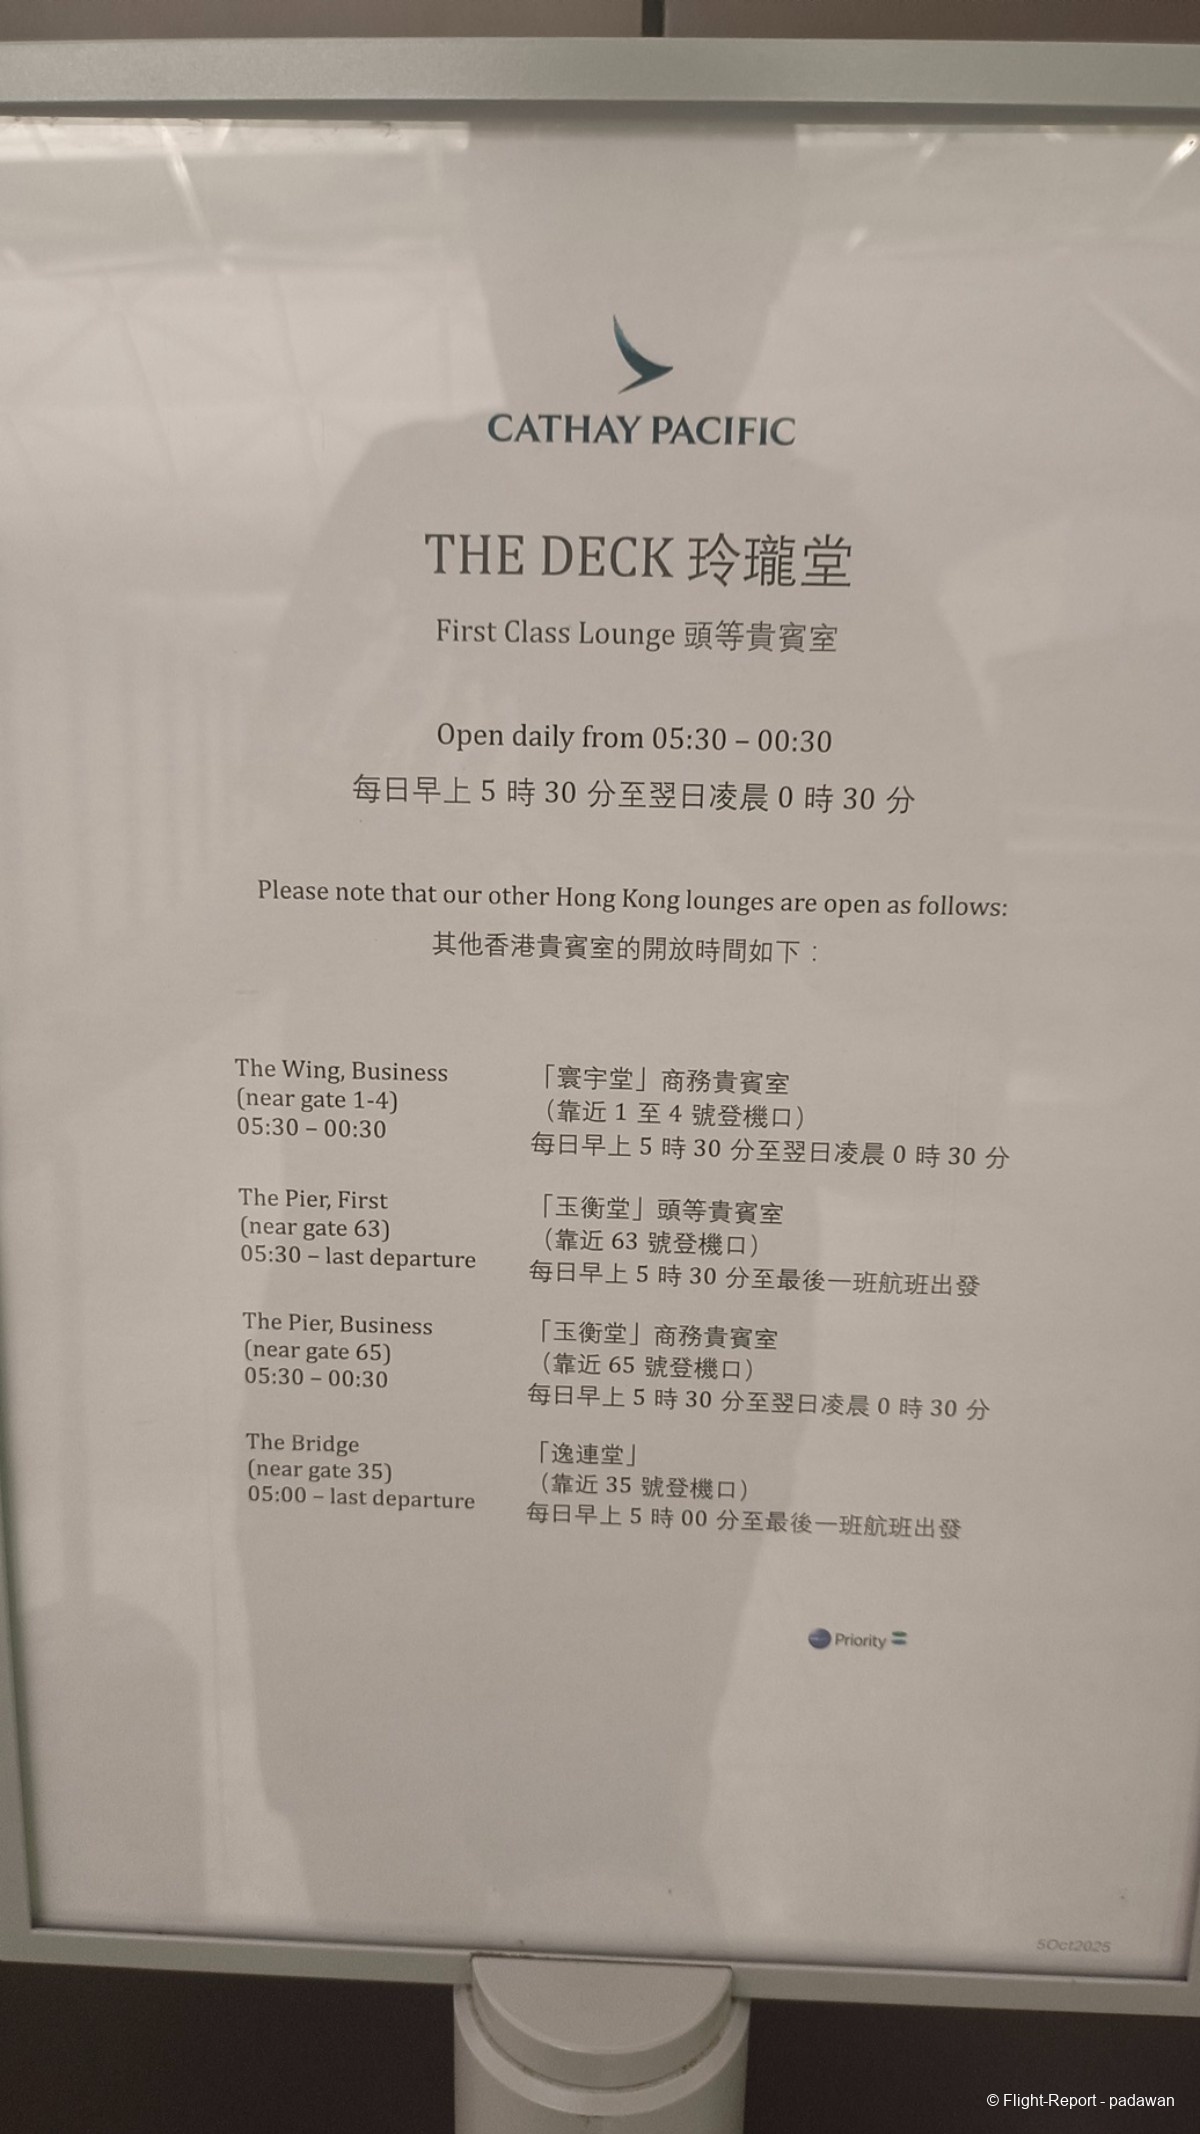 CATHAY PACIFIC
THE DECK 玲瓏堂
First Class Lounge 頭等貴賓室
Open daily from 05:30 – 00:30
每日早上 5 時 30 分至翌日凌晨 0 時 30 分
Please note that our other Hong Kong lounges are open as follows:
其他香港貴賓室的開放時間如下：
The Wing, Business
(near gate 1-4)
05:30 – 00:30
「寰宇堂」商務貴賓室
（靠近 1 至 4 號登機口）
每日早上 5 時 30 分至翌日凌晨 0 時 30 分
The Pier, First
(near gate 63)
05:30 – last departure
「玉衡堂」頭等貴賓室
（靠近 63 號登機口）
每日早上 5 時 30 分至最後一班航班出發
The Pier, Business
(near gate 65)
05:30 – 00:30
「玉衡堂」商務貴賓室
（靠近 65 號登機口）
每日早上 5 時 30 分至翌日凌晨 0 時 30 分
The Bridge
(near gate 35)
05:00 – last departure
「逸連堂」
（靠近 35 號登機口）
每日早上 5 時 00 分至最後一班航班出發
Priority
5Oct2025
© Flight-Report - padawan